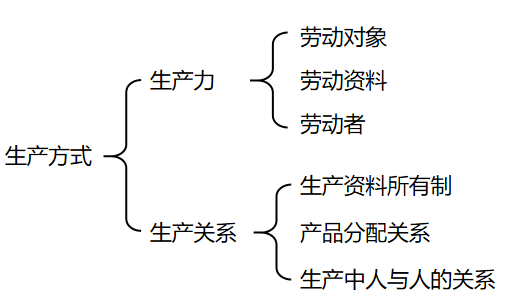 生产方式
生产力
劳动对象
劳动资料
劳动者
生产关系
生产资料所有制
产品分配关系
生产中人与人的关系